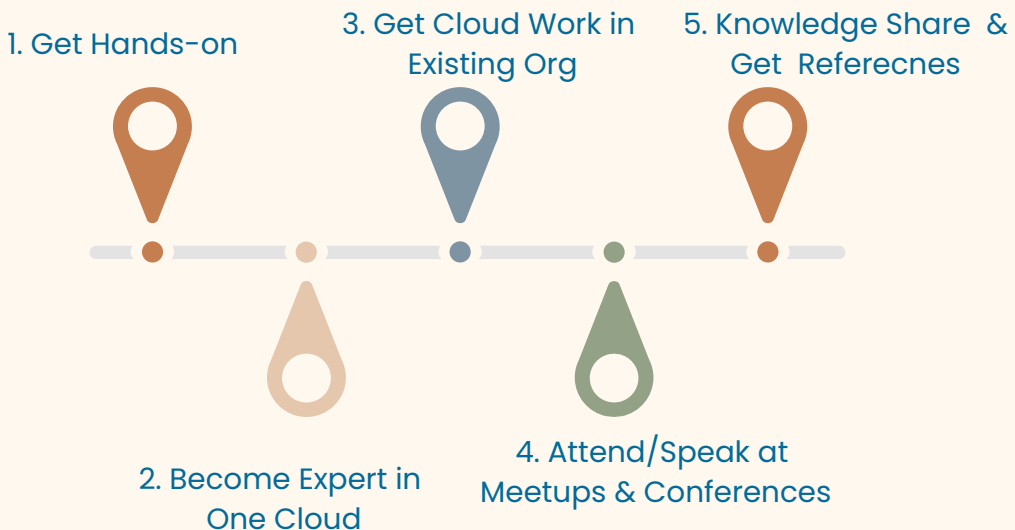 1. Get Hands-on
2. Become Expert in
One Cloud
3. Get Cloud Work in
Existing Org
4. Attend/Speak at
Meetups & Conferences
5. Knowledge Share &
Get Referecnes